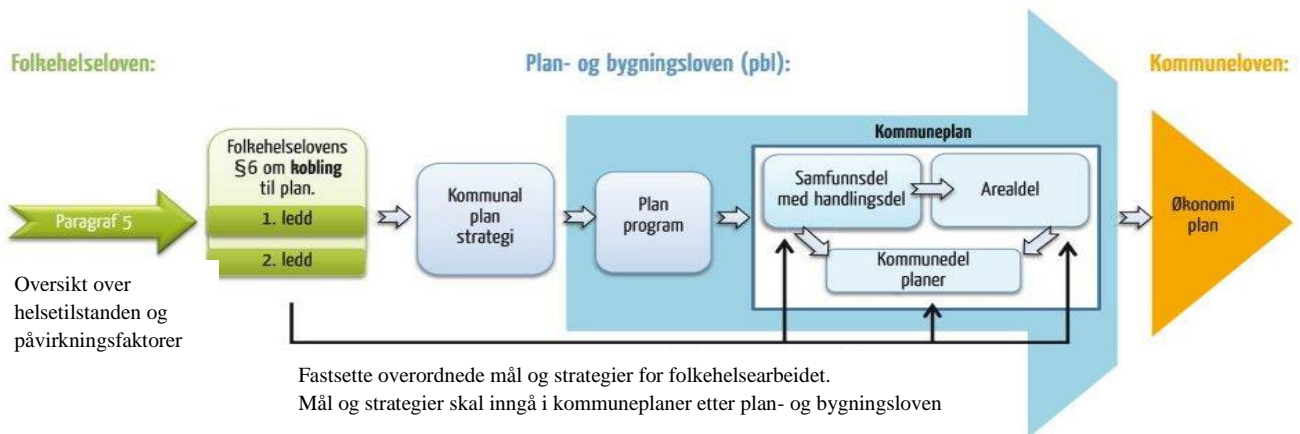 Folkehelseloven:
Plan- og bygningsloven (pbl):
Kommuneloven:
Paragraf 5
Oversikt over
helsetilstanden og
påvirkningsfaktorer
Folkehelselovens
§6 om kobling
til plan.
1. ledd
2. ledd
Kommunal
plan
strategi
Plan
program
Kommuneplan
Samfunnsdel
med handlingsdel
Arealdel
Kommunedel
planer
Økonomi
plan
Fastsette overordnede mål og strategier for folkehelsearbeidet.
Mål og strategier skal inngå i kommuneplaner etter plan- og bygningsloven